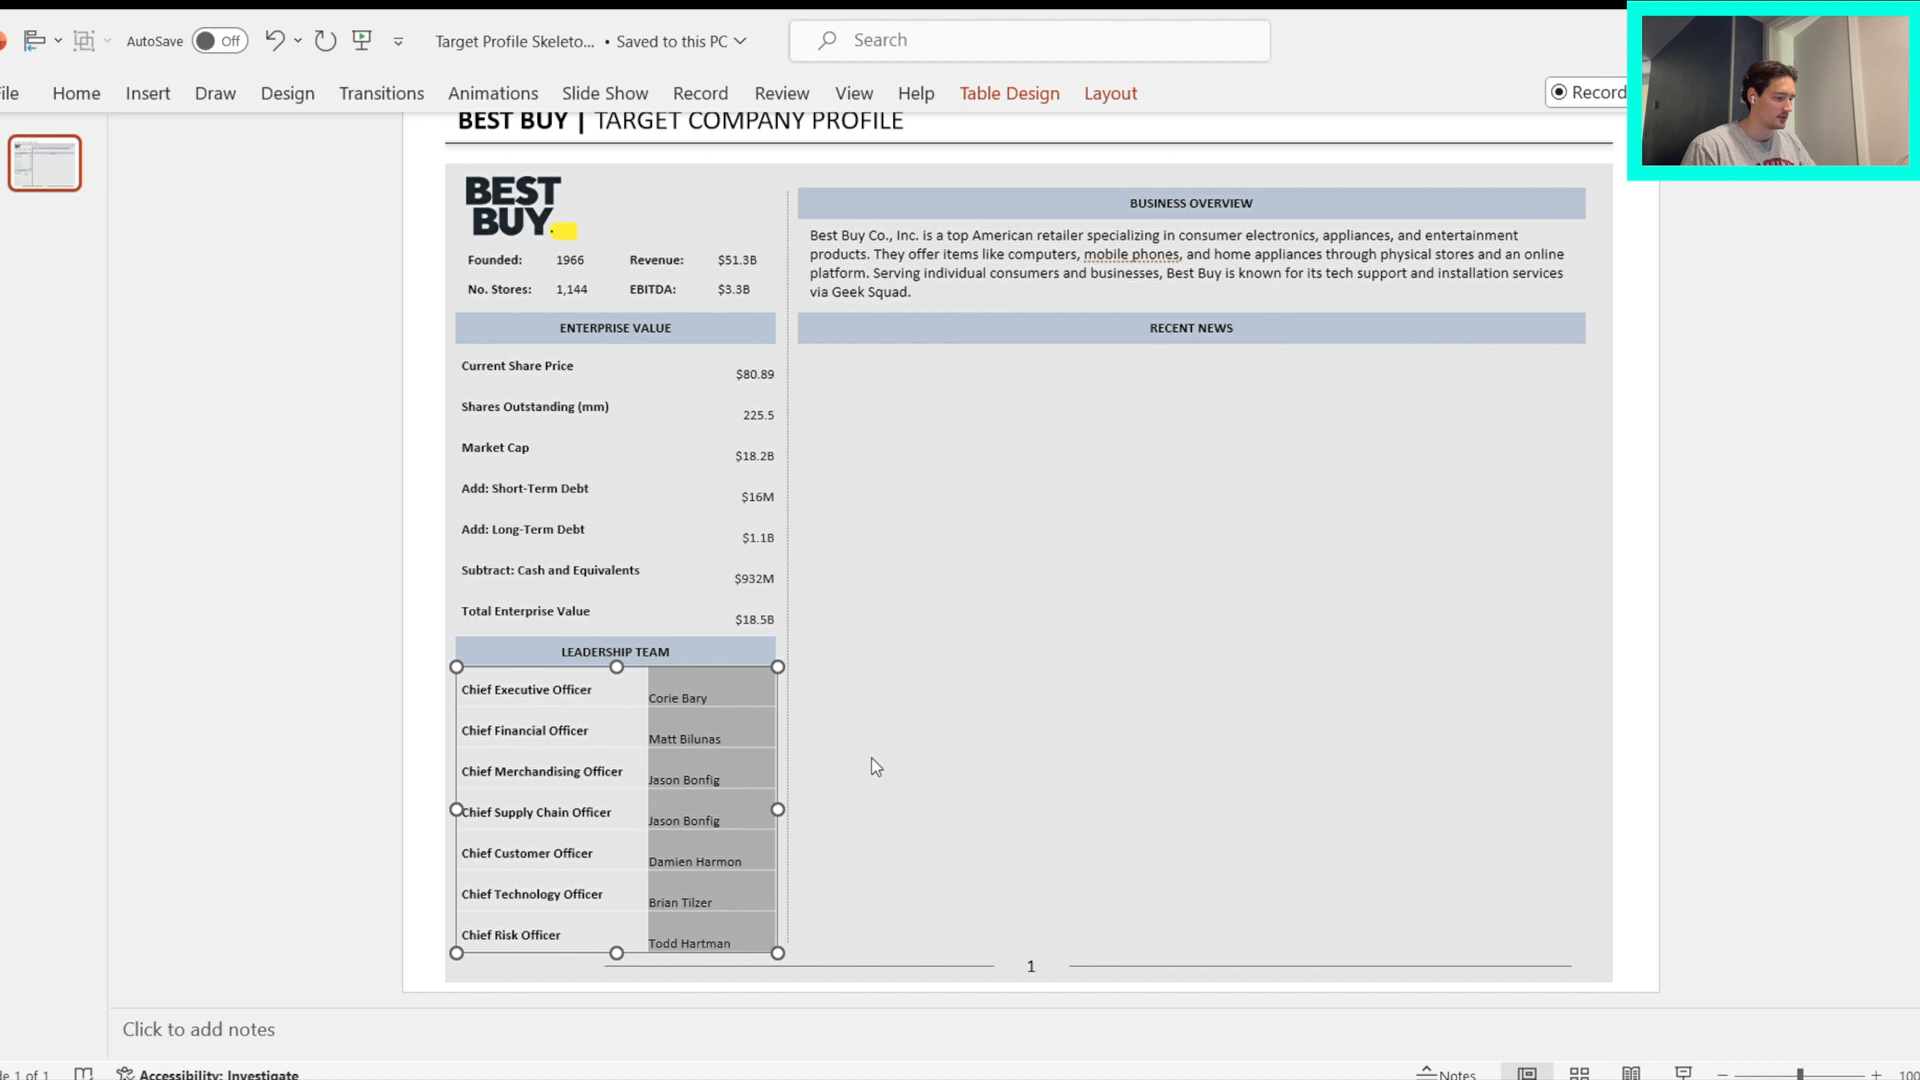 AutoSave Off Target Profile Skeleto... • Saved to this PC Search
File Home Insert Draw Design Transitions Animations Slide Show Record Review View Help Table Design Layout Record
BEST BUY | TARGET COMPANY PROFILE
BEST
BUY
Founded: 1966 Revenue: $51.3B
No. Stores: 1,144 EBITDA: $3.3B
ENTERPRISE VALUE
Current Share Price $80.89
Shares Outstanding (mm) 225.5
Market Cap $18.2B
Add: Short-Term Debt $16M
Add: Long-Term Debt $1.1B
Subtract: Cash and Equivalents $932M
Total Enterprise Value $18.5B
LEADERSHIP TEAM
Chief Executive Officer Corie Bary
Chief Financial Officer Matt Bilunas
Chief Merchandising Officer Jason Bonfig
Chief Supply Chain Officer Jason Bonfig
Chief Customer Officer Damien Harmon
Chief Technology Officer Brian Tilzer
Chief Risk Officer Todd Hartman
BUSINESS OVERVIEW
Best Buy Co., Inc. is a top American retailer specializing in consumer electronics, appliances, and entertainment
products. They offer items like computers, mobile phones, and home appliances through physical stores and an online
platform. Serving individual consumers and businesses, Best Buy is known for its tech support and installation services
via Geek Squad.
RECENT NEWS
1
Click to add notes
de 1 of 1 Accessibility: Investigate Notes 100